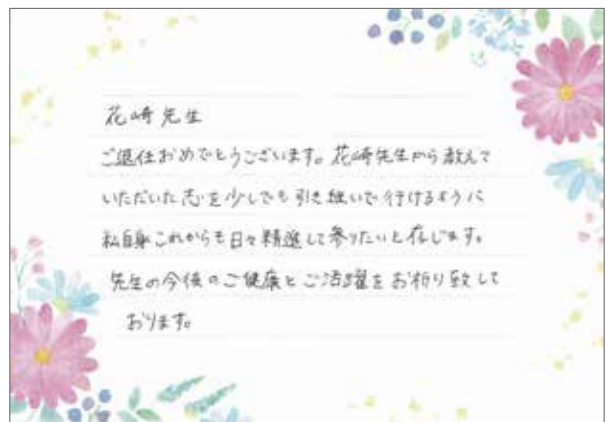 花崎先生
ご退任おめでとうございます。花崎先生から教えて
いただいた志を少しでも引き継いで行けるように
私自身これからも日々精進して参りたいと存じます。
先生の今後のご健康とご活躍をお祈り致して
おります。